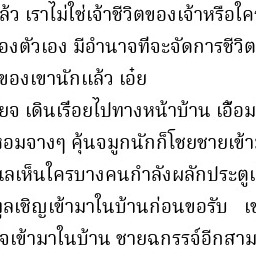 ล้ว เราไม่ใช่เจ้าชีวิตของเจ้าหรือใค
องตัวเอง มีอำนาจที่จะจัดการชีวิต
ของเขานักแล้ว เอ๋ย
ยจ เดินเรื่อยไปทางหน้าบ้าน เอื้อม
หอมจางๆ คุ้นจมูกนักก็โชยชายเข้า
แลเห็นใครบางคนกำลังผลักประตู
ทูลเชิญเข้ามาในบ้านก่อนขอรับ เข
จเข้ามาในบ้าน ชายฉกรรจ์อีกสาม